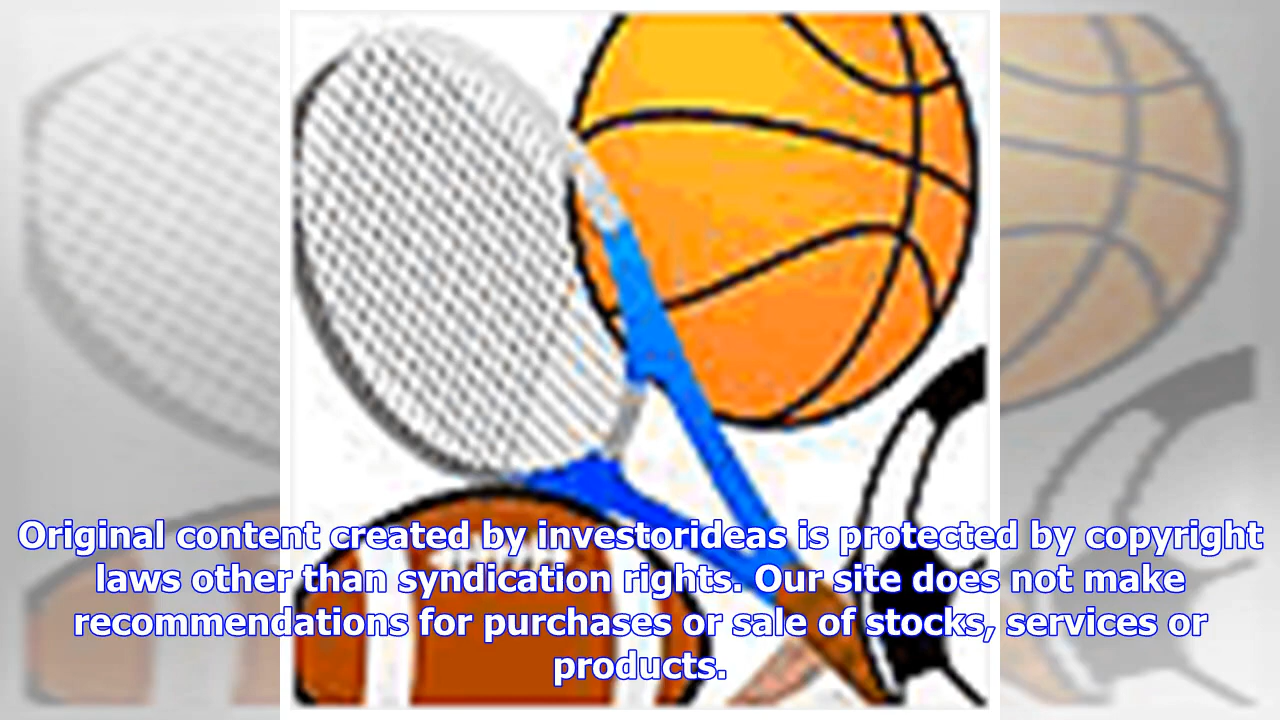 Original content created by investorideas is protected by copyright
laws other than syndication rights. Our site does not make
recommendations for purchases or sale of stocks, services or
products.